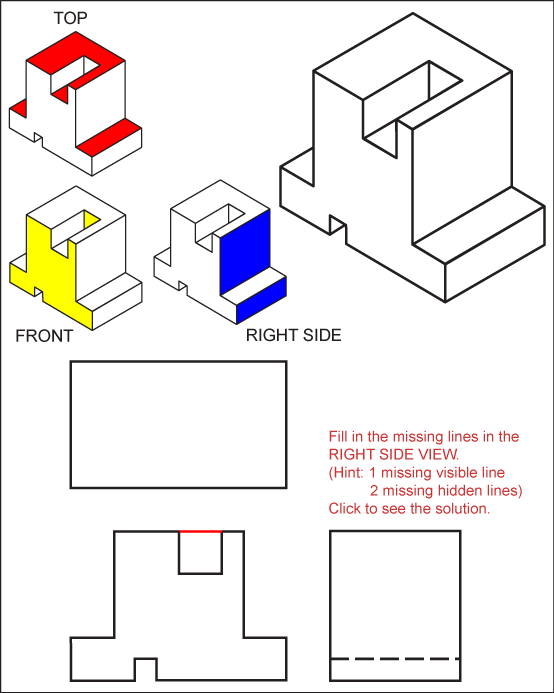 TOP
FRONT
RIGHT SIDE
Fill in the missing lines in the
RIGHT SIDE VIEW.
(Hint: 1 missing visible line
2 missing hidden lines)
Click to see the solution.